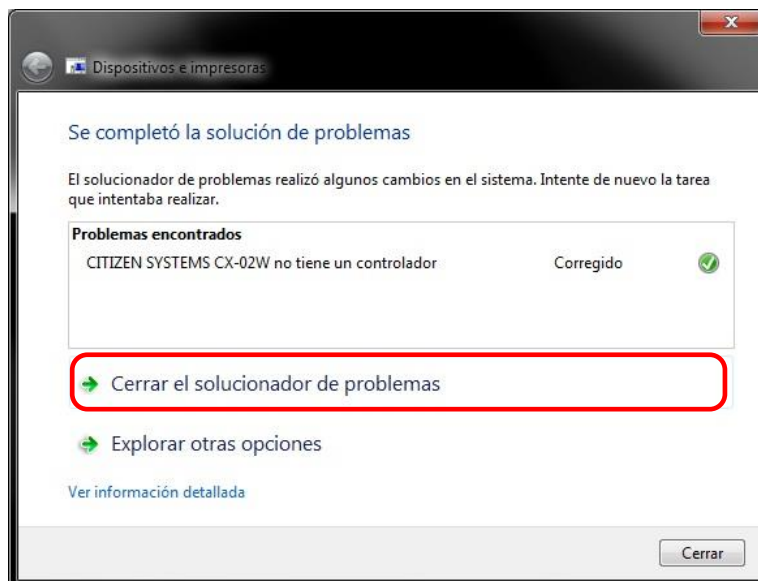 Dispositivos e impresoras
Se completó la solución de problemas
El solucionador de problemas realizó algunos cambios en el sistema. Intente de nuevo la tarea
que intentaba realizar.
Problemas encontrados
CITIZEN SYSTEMS CX-02W no tiene un controlador Corregido
Cerrar el solucionador de problemas
Explorar otras opciones
Ver información detallada
Cerrar